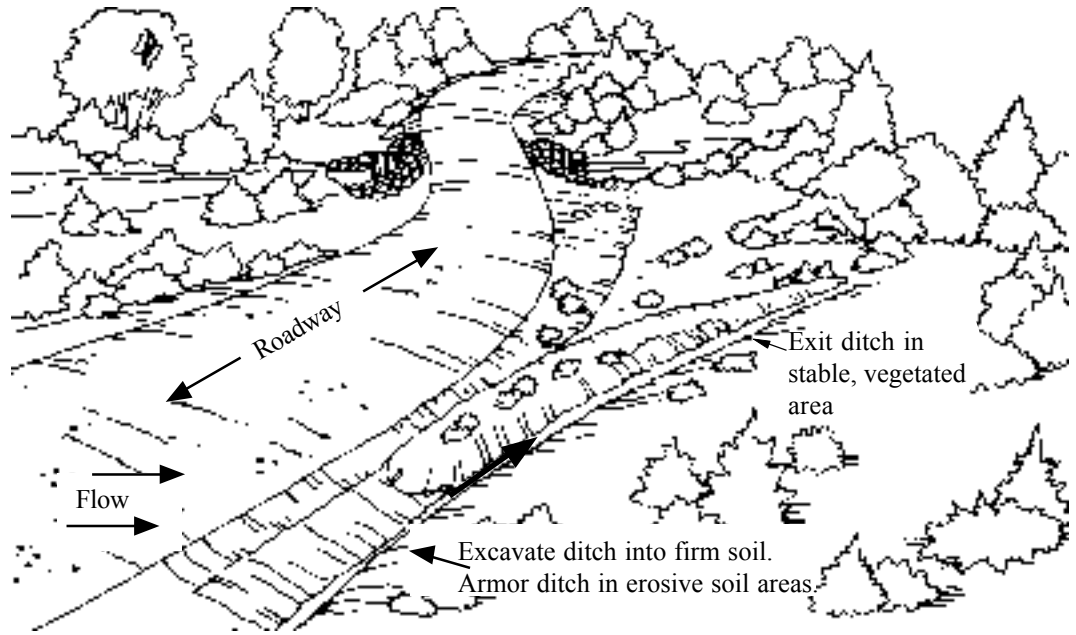 Roadway
Exit ditch in
stable, vegetated
area
Flow
Excavate ditch into firm soil.
Armor ditch in erosive soil areas.